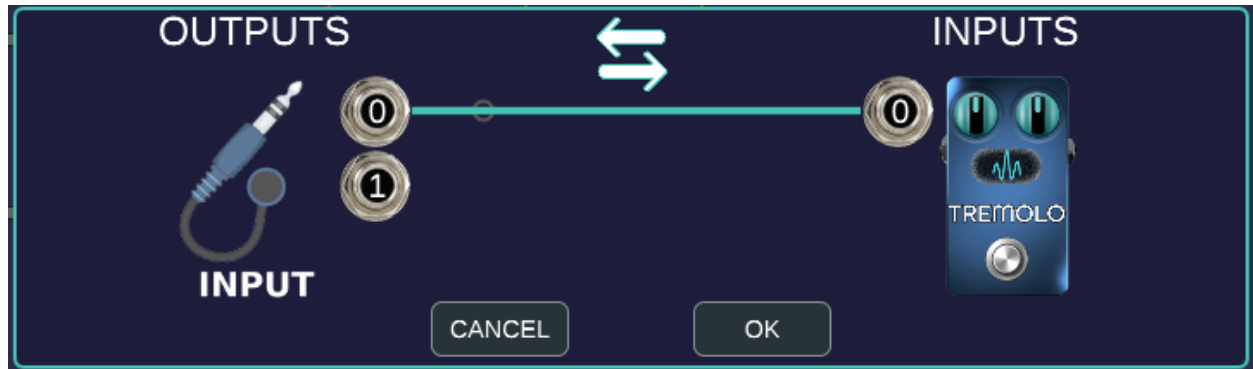 OUTPUTS
INPUTS
0
0
1
TREMOLO
INPUT
CANCEL
OK